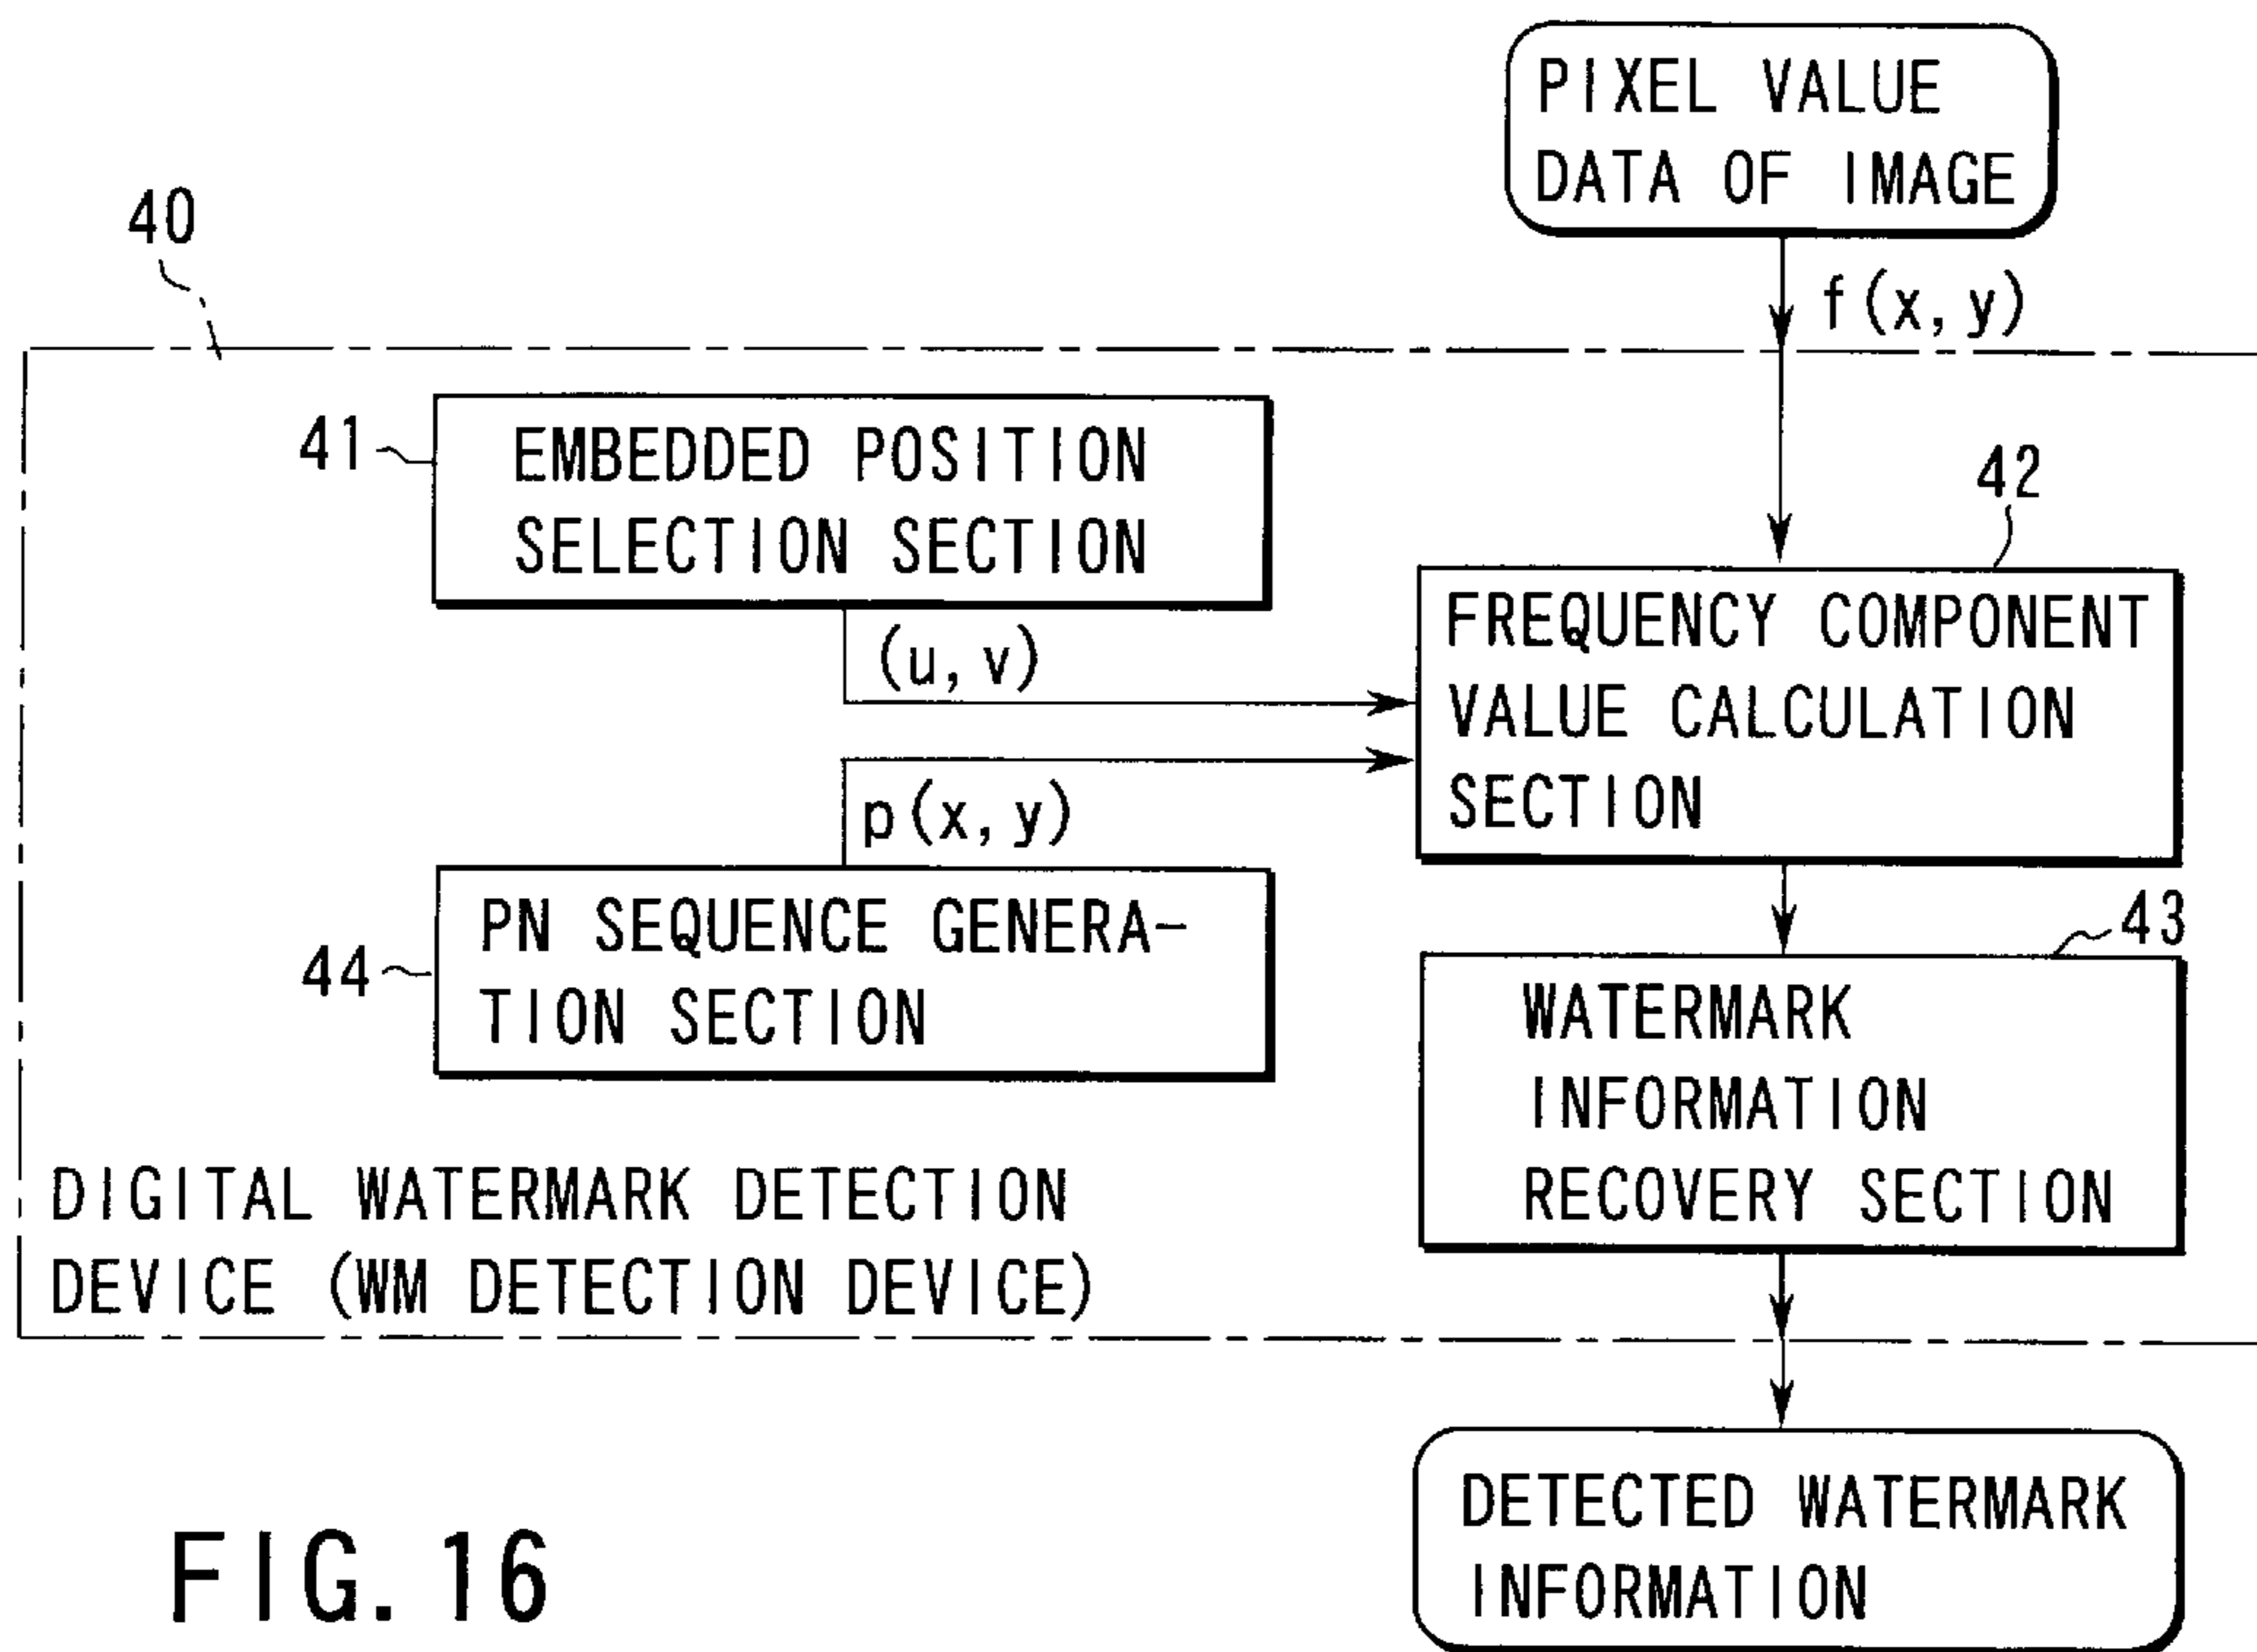 PIXEL VALUE
DATA OF IMAGE
40
f(x, y)
41
EMBEDDED POSITION
SELECTION SECTION
42
(u, v)
FREQUENCY COMPONENT
VALUE CALCULATION
SECTION
p(x, y)
44
PN SEQUENCE GENERA-
TION SECTION
43
WATERMARK
INFORMATION
RECOVERY SECTION
DIGITAL WATERMARK DETECTION
DEVICE (WM DETECTION DEVICE)
DETECTED WATERMARK
INFORMATION
FIG. 16